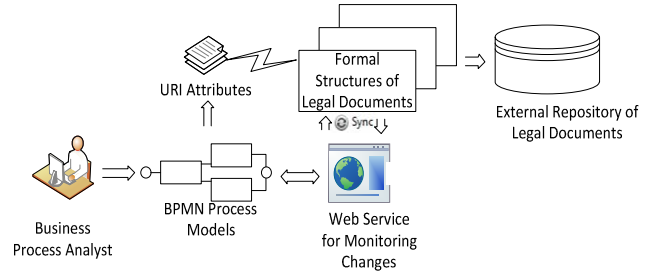 Formal
Structures of
Legal Documents
URI Attributes
External Repository of
Legal Documents
Sync
BPMN Process
Models
Business
Process Analyst
Web Service
for Monitoring
Changes